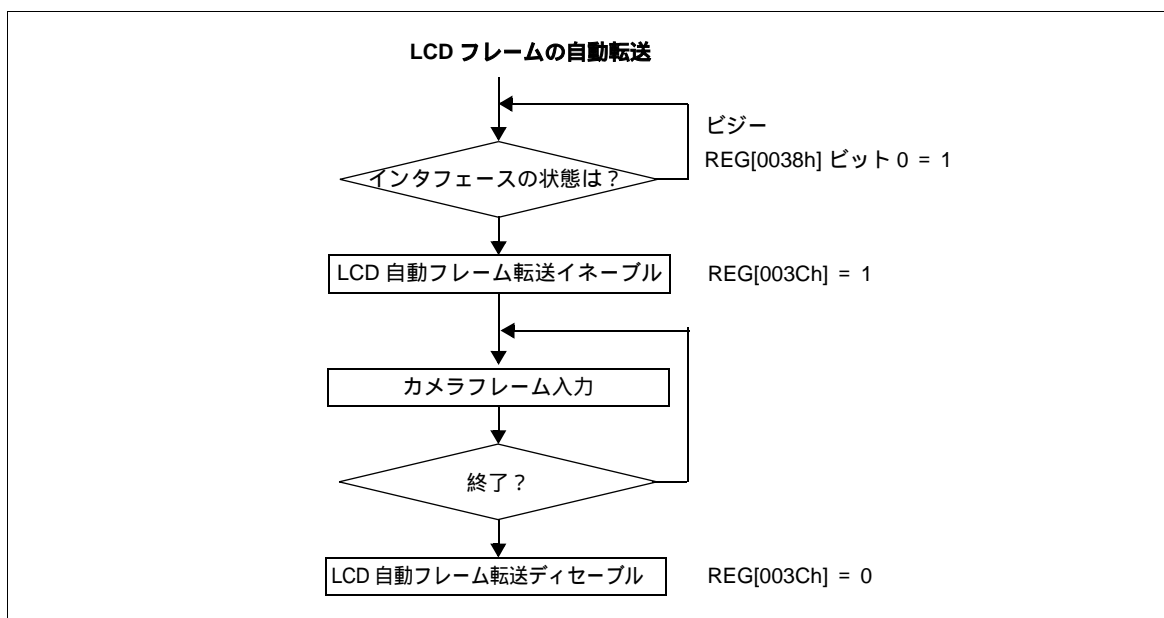 LCD フレームの自動転送
ビジー
REG[0038h] ビット 0 = 1
インタフェースの状態は？
LCD 自動フレーム転送イネーブル
REG[003Ch] = 1
カメラフレーム入力
終了？
LCD 自動フレーム転送ディセーブル
REG[003Ch] = 0